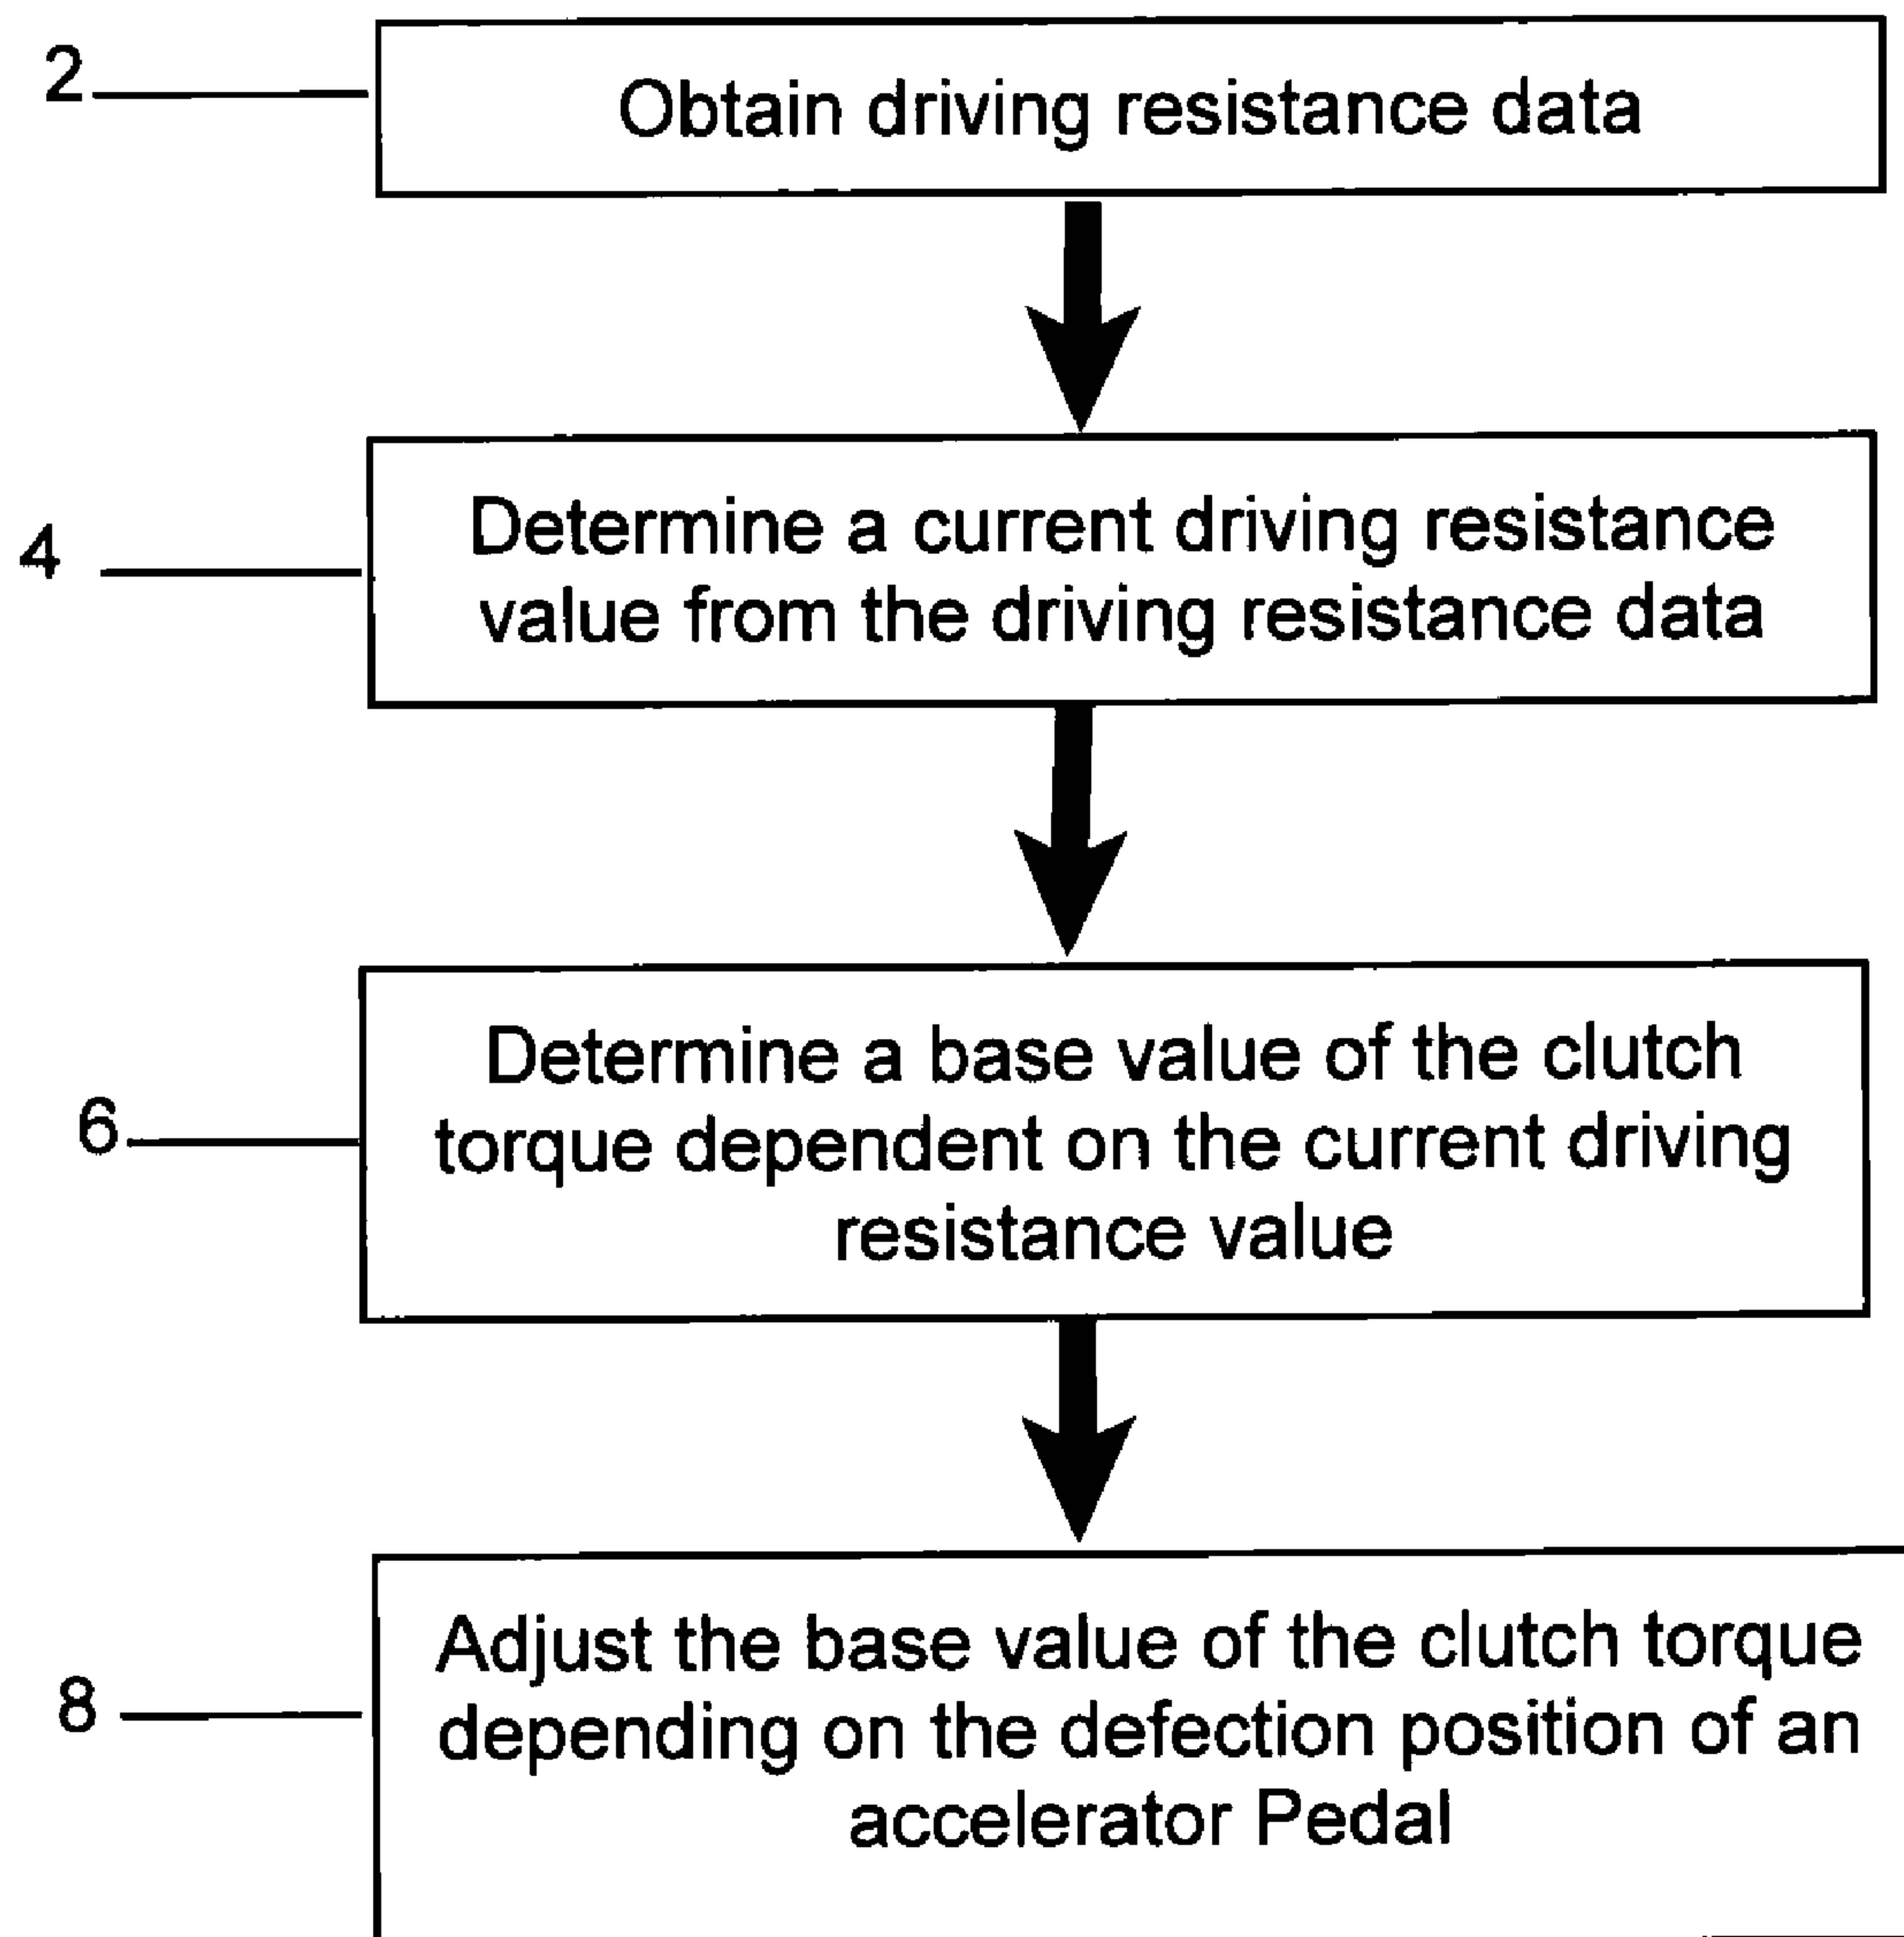 2
Obtain driving resistance data
4
Determine a current driving resistance
value from the driving resistance data
6
Determine a base value of the clutch
torque dependent on the current driving
resistance value
8
Adjust the base value of the clutch torque
depending on the defection position of an
accelerator Pedal